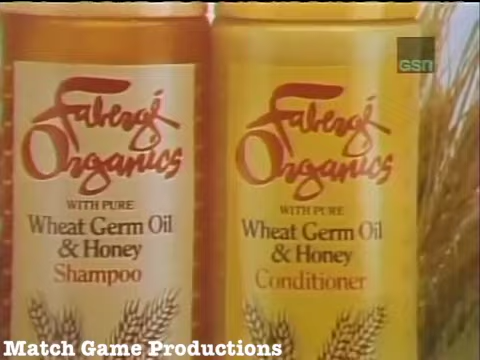 GSN
Fabergé
Organics
WITH PURE
Wheat Germ Oil
& Honey
Shampoo
Fabergé
Organics
WITH PURE
Wheat Germ Oil
& Honey
Conditioner
Match Game Productions